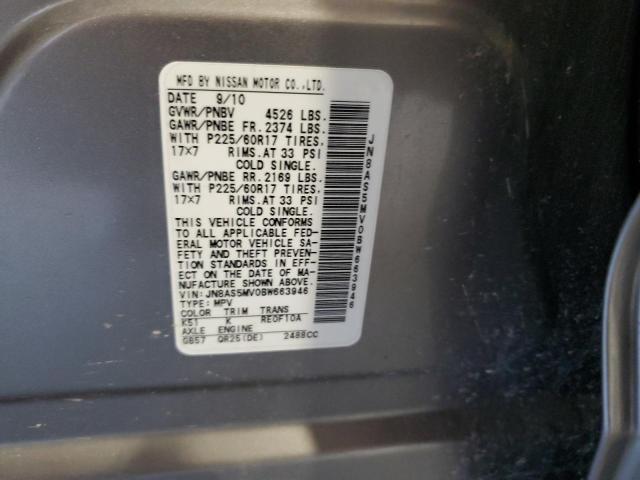 MFD BY NISSAN MOTOR CO.,LTD.
DATE 9/10
GVWR/PNBV 4526 LBS.
GAWR/PNBE FR. 2374 LBS.
WITH P225/60R17 TIRES,
17×7 RIMS.AT 33 PSI
COLD SINGLE.
GAWR/PNBE RR. 2169 LBS.
WITH P225/60R17 TIRES,
17×7 RIMS.AT 33 PSI
COLD SINGLE.
THIS VEHICLE CONFORMS
TO ALL APPLICABLE FED-
ERAL MOTOR VEHICLE SA-
FETY AND THEFT PREVEN-
TION STANDARDS IN EFF-
ECT ON THE DATE OF MA-
NUFACTURE SHOWN ABOVE.
VIN: JN8AS5MV0BW663946
TYPE: MPV
COLOR TRIM TRANS
K51 K RE0F10A
AXLE ENGINE
GB57 QR25(DE) 2488CC
JN8AS5MV0BW663946